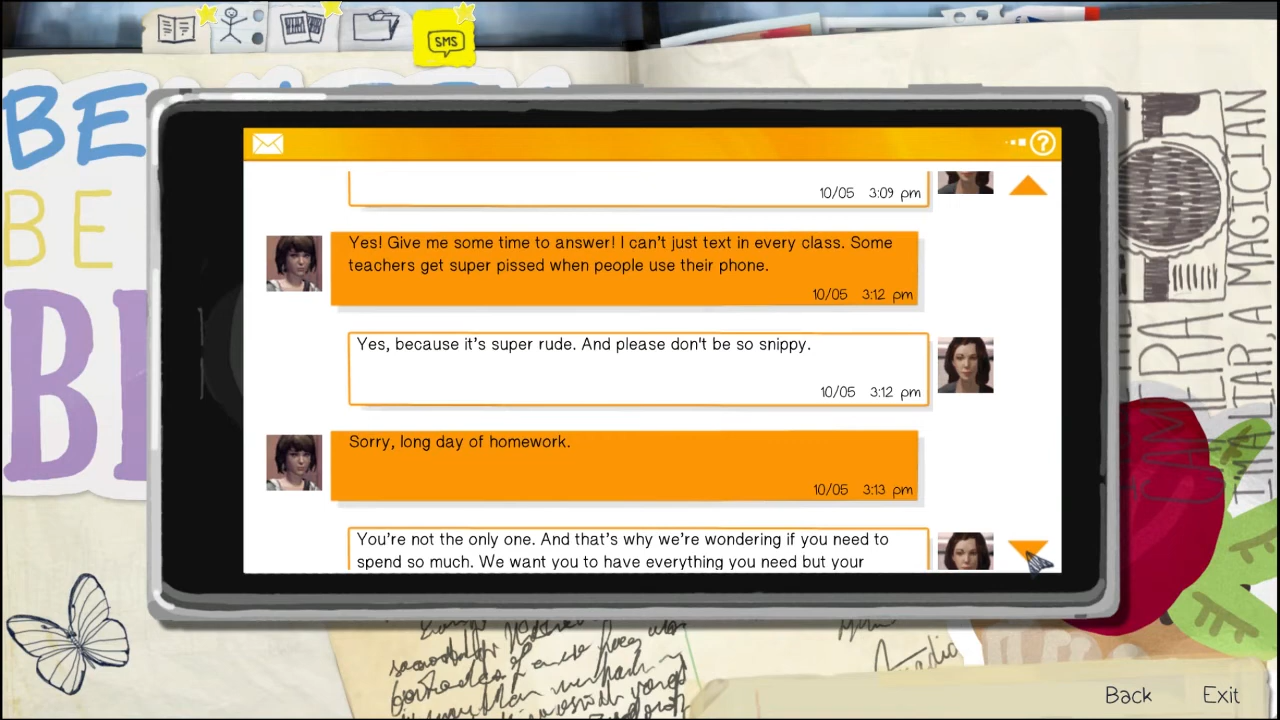 SMS
BE
BE
10/05 3:09 pm
Yes! Give me some time to answer! I can't just text in every class. Some
teachers get super pissed when people use their phone.
10/05 3:12 pm
Yes, because it's super rude. And please don't be so snippy.
10/05 3:12 pm
Sorry, long day of homework.
10/05 3:13 pm
You're not the only one. And that's why we're wondering if you need to
spend so much. We want you to have everything you need but your
CAMERA
MAGICIAN
Back Exit